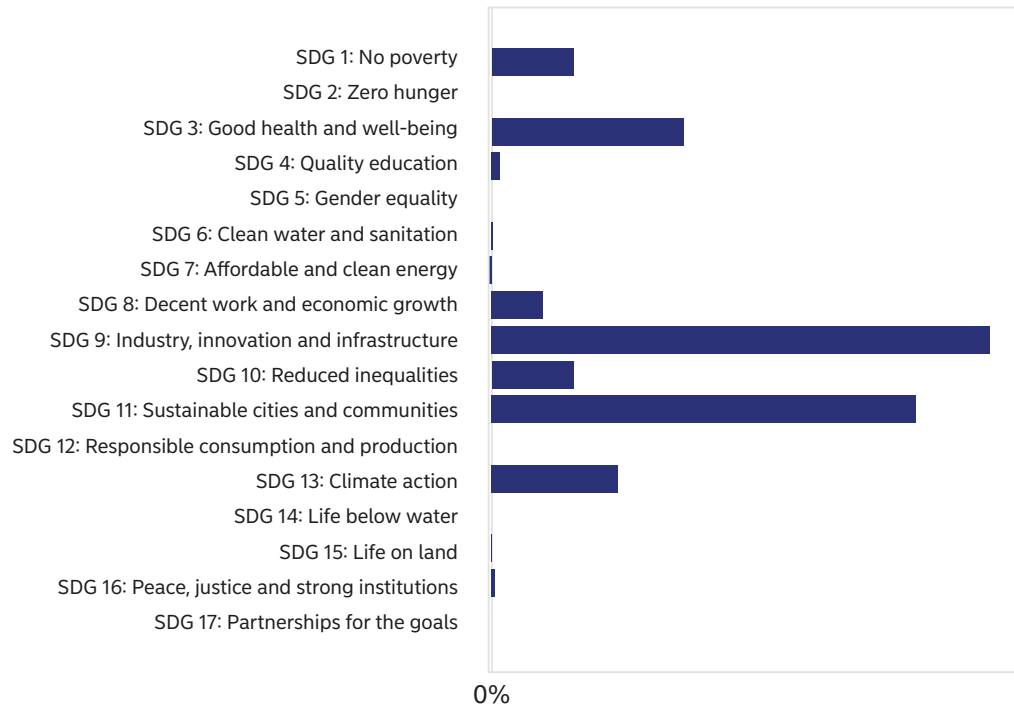 SDG 1: No poverty
SDG 2: Zero hunger
SDG 3: Good health and well-being
SDG 4: Quality education
SDG 5: Gender equality
SDG 6: Clean water and sanitation
SDG 7: Affordable and clean energy
SDG 8: Decent work and economic growth
SDG 9: Industry, innovation and infrastructure
SDG 10: Reduced inequalities
SDG 11: Sustainable cities and communities
SDG 12: Responsible consumption and production
SDG 13: Climate action
SDG 14: Life below water
SDG 15: Life on land
SDG 16: Peace, justice and strong institutions
SDG 17: Partnerships for the goals
0%